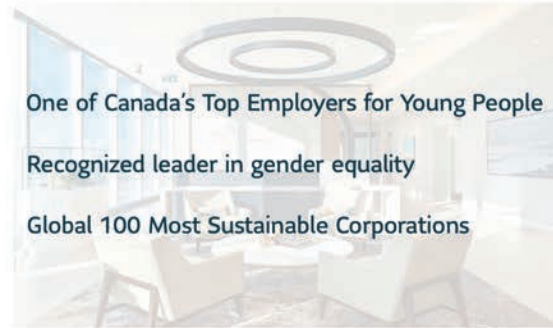 One of Canada's Top Employers for Young People
Recognized leader in gender equality
Global 100 Most Sustainable Corporations